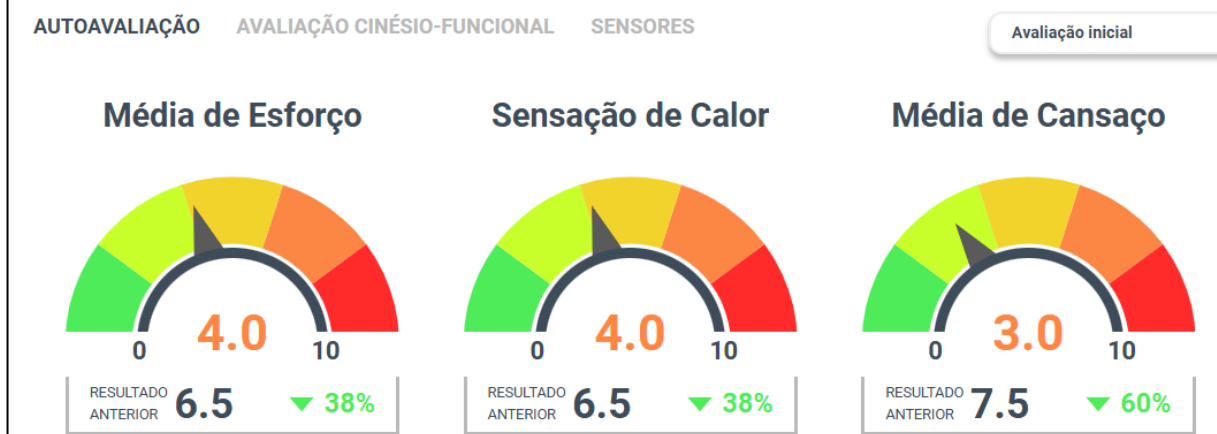 AUTOAVALIAÇÃO AVALIAÇÃO CINÉSIO-FUNCIONAL SENSORES
Avaliação inicial
Média de Esforço
4.0
0 10
RESULTADO
ANTERIOR 6.5 38%
Sensação de Calor
4.0
0 10
RESULTADO
ANTERIOR 6.5 38%
Média de Cansaço
3.0
0 10
RESULTADO
ANTERIOR 7.5 60%